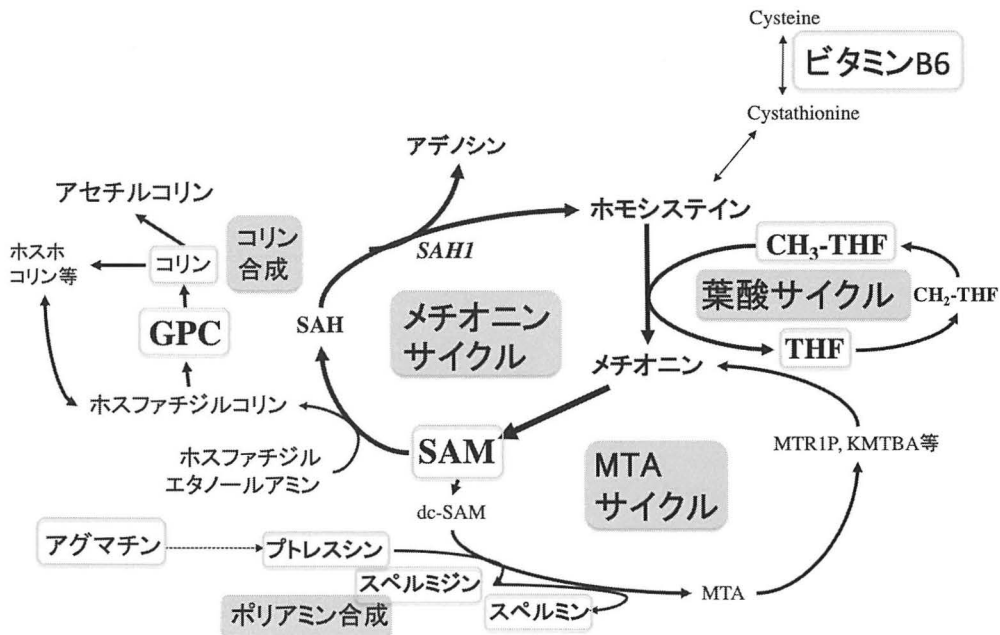 Cysteine
ビタミンB6
Cystathionine
アデノシン
アセチルコリン
ホモシステイン
コリン
合成
CH3-THF
ホスホ
コリン等
コリン
SAH1
葉酸サイクル
CH2-THF
GPC
SAH
メチオニン
サイクル
THF
メチオニン
ホスファチジルコリン
SAM
MTR1P, KMTBA等
ホスファチジル
エタノールアミン
MTA
サイクル
dc-SAM
アグマチン
プトレスシン
スペルミジン
MTA
スペルミン
ポリアミン合成